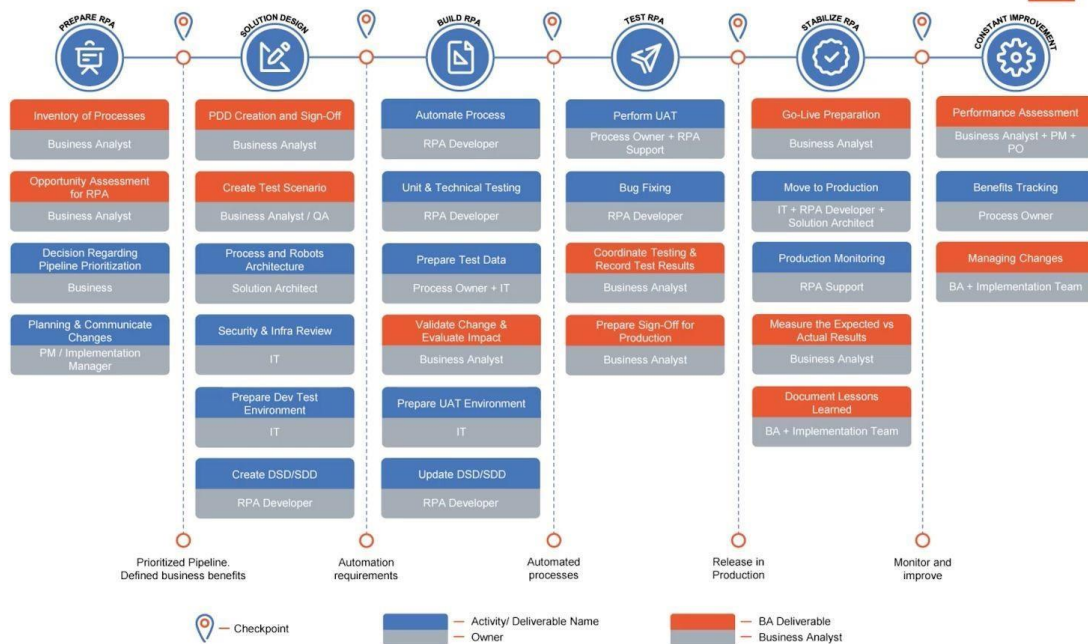 PREPARE RPA
SOLUTION DESIGN
BUILD RPA
TEST RPA
STABILIZE RPA
CONSTANT IMPROVEMENT
Inventory of Processes
Business Analyst
Opportunity Assessment
for RPA
Business Analyst
Decision Regarding
Pipeline Prioritization
Business
Planning & Communicate
Changes
PM / Implementation
Manager
PDD Creation and Sign-Off
Business Analyst
Create Test Scenario
Business Analyst / QA
Process and Robots
Architecture
Solution Architect
Security & Infra Review
IT
Prepare Dev Test
Environment
IT
Create DSD/SDD
RPA Developer
Automate Process
RPA Developer
Unit & Technical Testing
RPA Developer
Prepare Test Data
Process Owner + IT
Validate Change &
Evaluate Impact
Business Analyst
Prepare UAT Environment
IT
Update DSD/SDD
RPA Developer
Perform UAT
Process Owner + RPA
Support
Bug Fixing
RPA Developer
Coordinate Testing &
Record Test Results
Business Analyst
Prepare Sign-Off for
Production
Business Analyst
Go-Live Preparation
Business Analyst
Move to Production
IT + RPA Developer +
Solution Architect
Production Monitoring
RPA Support
Measure the Expected vs
Actual Results
Business Analyst
Document Lessons
Learned
BA + Implementation Team
Performance Assessment
Business Analyst + PM +
PO
Benefits Tracking
Process Owner
Managing Changes
BA + Implementation Team
Prioritized Pipeline.
Defined business benefits
Automation
requirements
Automated
processes
Release in
Production
Monitor and
improve
Checkpoint
Activity/ Deliverable Name
Owner
BA Deliverable
Business Analyst